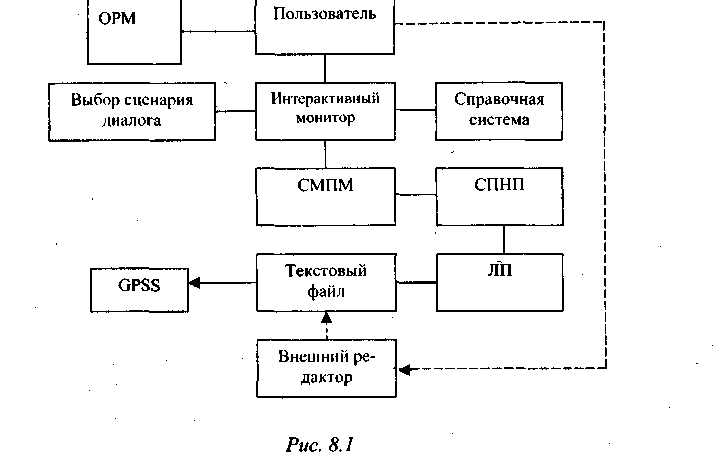 ОРМ
Пользователь
Выбор сценария
диалога
Интерактивный
монитор
Справочная
система
СМПМ
СПНП
GPSS
Текстовый
файл
ЛП
Внешний ре-
дактор
Рис. 8.1